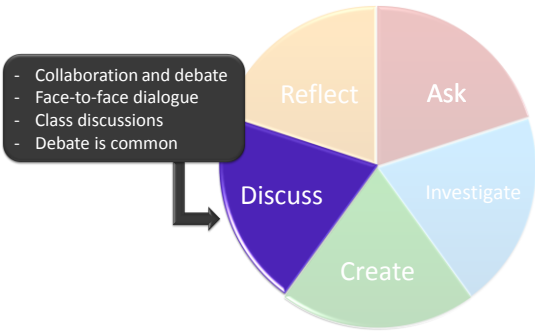 - Collaboration and debate
- Face-to-face dialogue
- Class discussions
- Debate is common
Reflect
Ask
Discuss
Investigate
Create